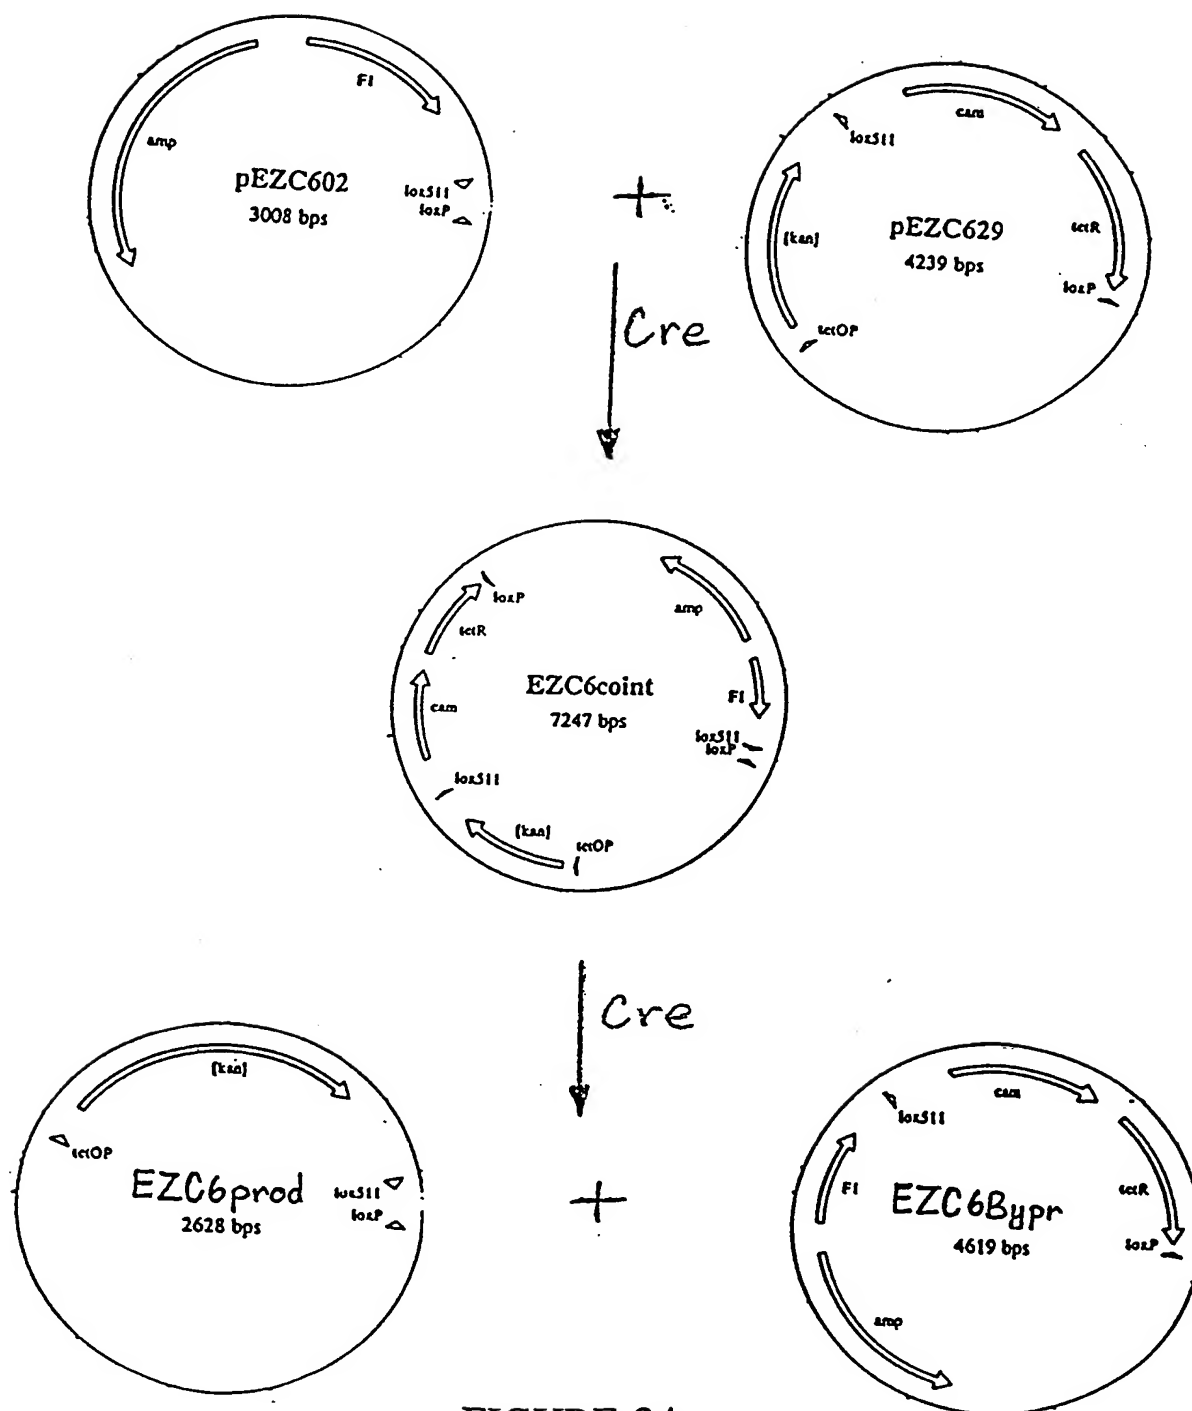 F1
amp
pEZC602
3008 bps
lox511
loxP
+
cam
lox511
[kan]
pEZC629
4239 bps
tetR
loxP
tetOP
Cre
loxP
tetR
amp
EZC6coint
7247 bps
cam
F1
lox511
loxP
lox511
[kan]
tetOP
Cre
[kan]
tetOP
EZC6prod
2628 bps
lox511
loxP
+
cam
lox511
F1
EZC6Bypr
4619 bps
tetR
loxP
amp